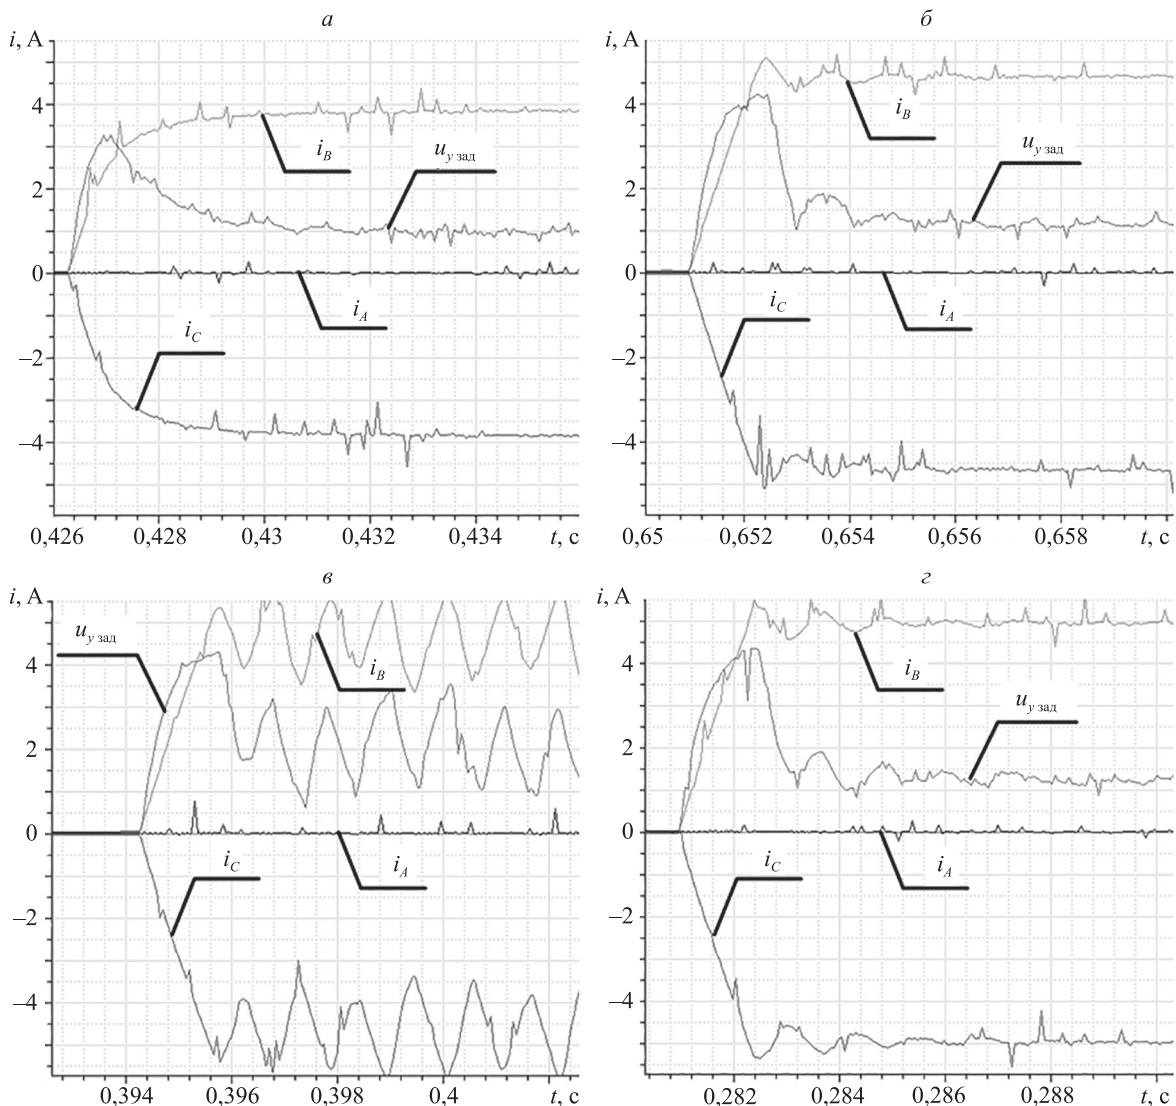 а
i, А
4
2
0
–2
–4
i_B
u_у зад
i_A
i_C
0,426 0,428 0,43 0,432 0,434 t, с
б
i, А
4
2
0
–2
–4
i_B
u_у зад
i_C
i_A
0,65 0,652 0,654 0,656 0,658 t, с
в
i, А
4
2
0
–2
–4
u_у зад
i_B
i_C
i_A
0,394 0,396 0,398 0,4 t, с
г
i, А
4
2
0
–2
–4
i_B
u_у зад
i_C
i_A
0,282 0,284 0,286 0,288 t, с